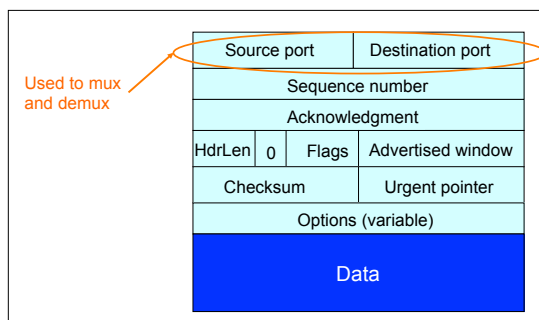 Source port Destination port
Used to mux
and demux
Sequence number
Acknowledgment
HdrLen 0 Flags Advertised window
Checksum Urgent pointer
Options (variable)
Data